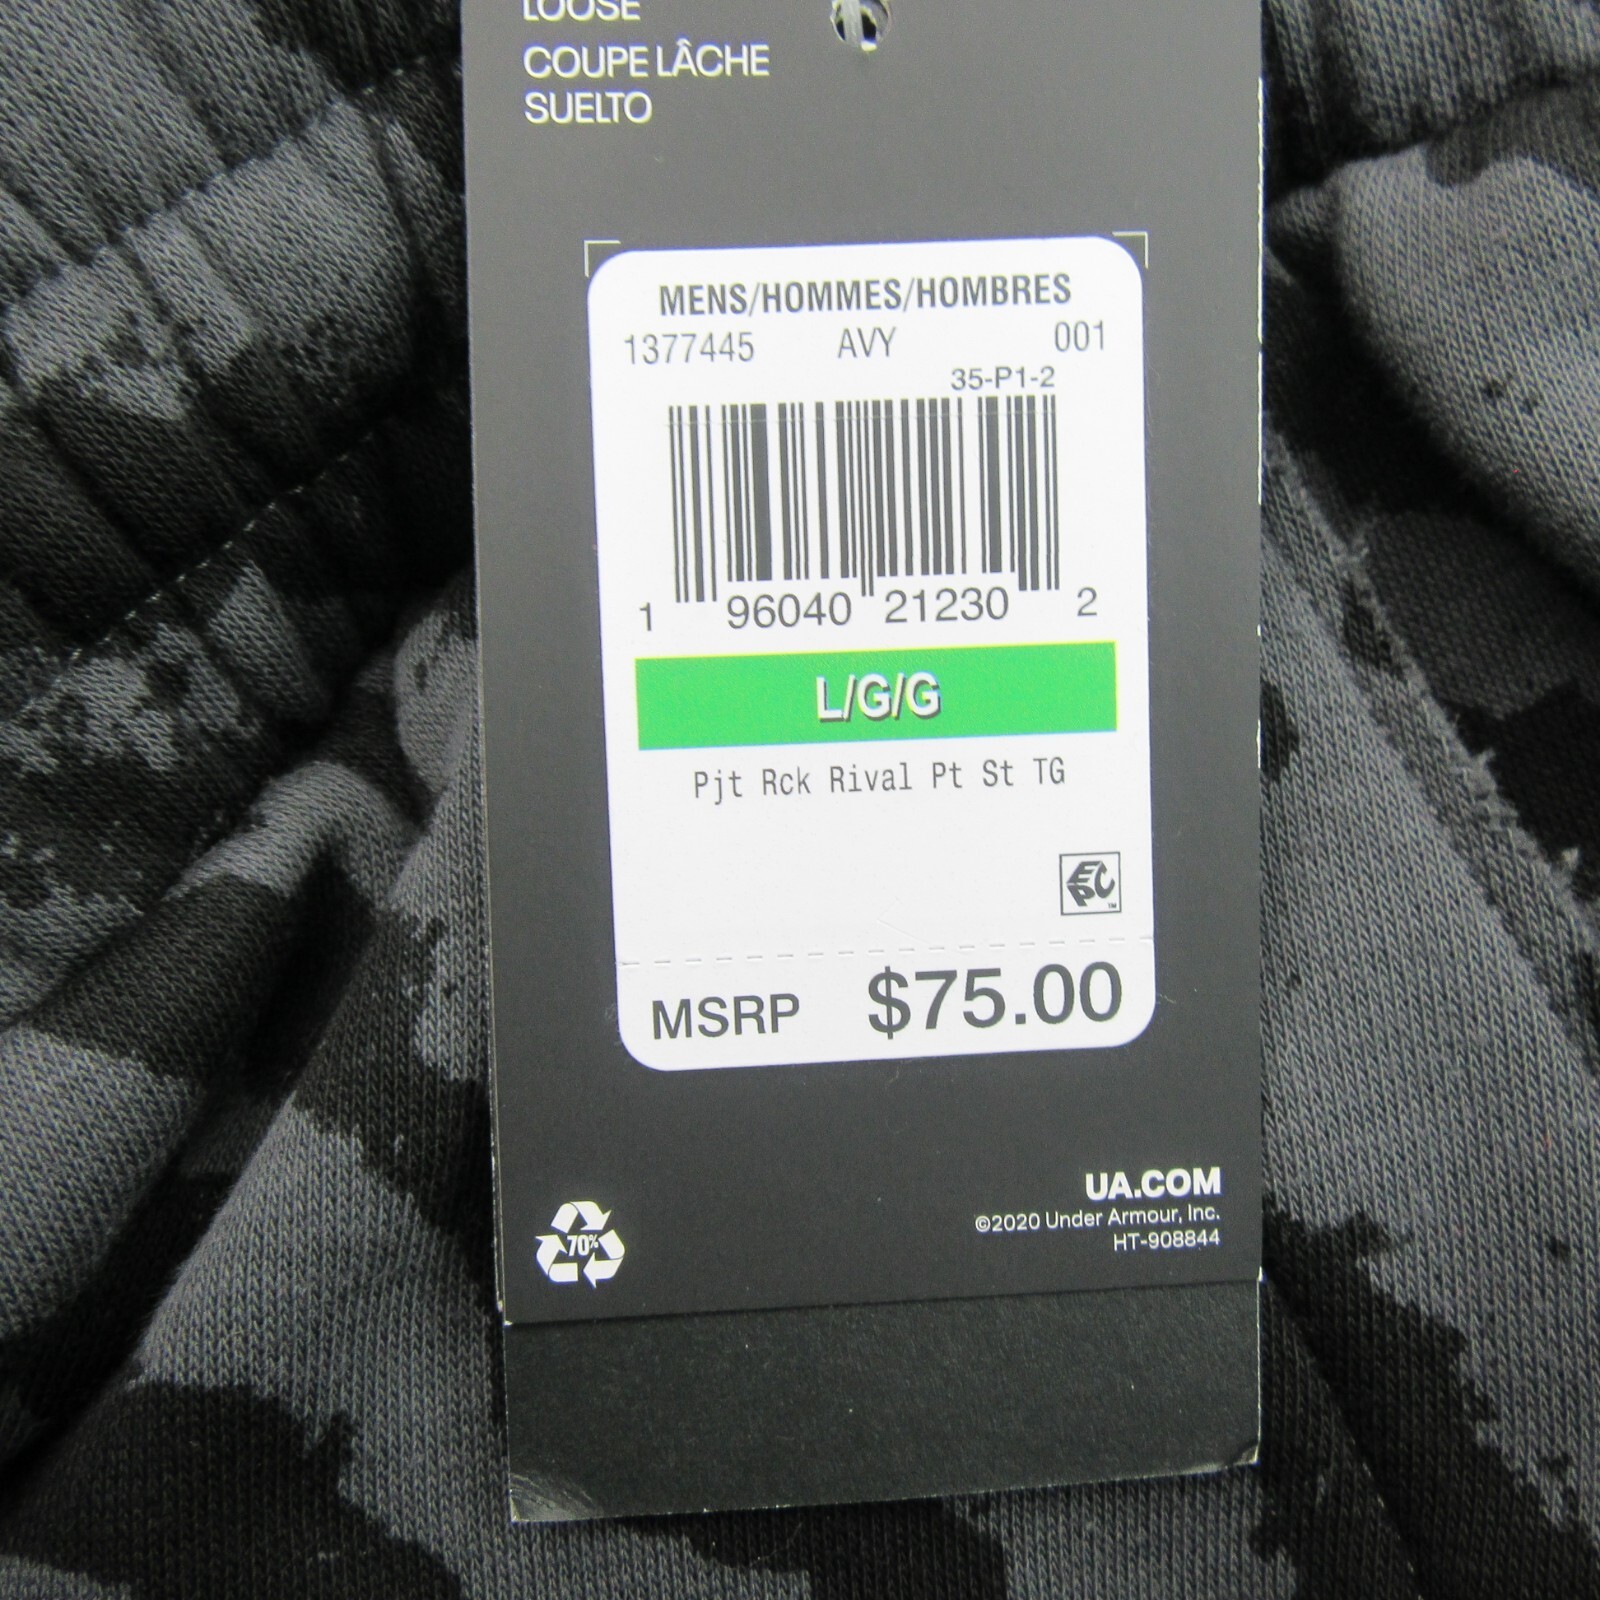 LOOSE
COUPE LÂCHE
SUELTO
MENS/HOMMES/HOMBRES
1377445 AVY 001
35-P1-2
1 96040 21230 2
L/G/G
Pjt Rck Rival Pt St TG
EPC™
MSRP $75.00
UA.COM
©2020 Under Armour, Inc.
HT-908844
70%